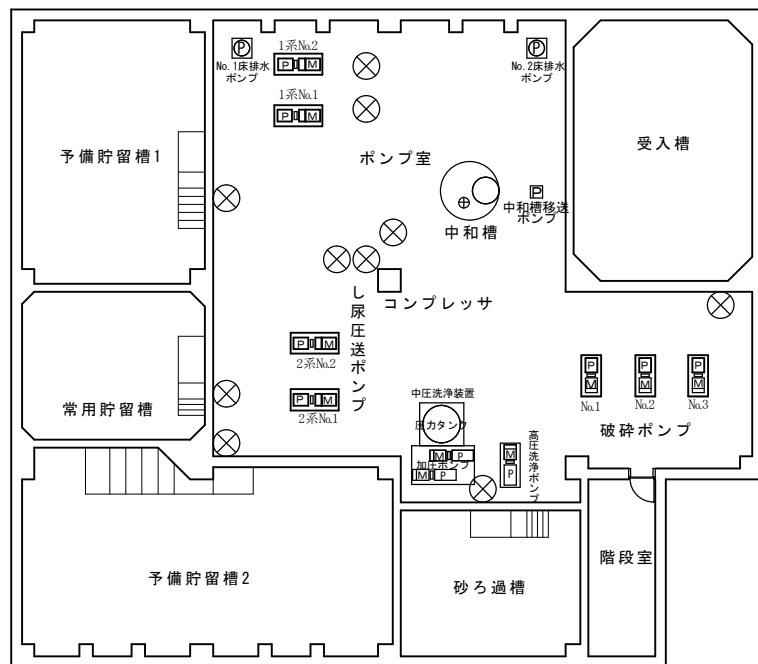 1系No.2
P M
P
No.1床排水
ポンプ
P
No.2床排水
ポンプ
1系No.1
P M
予備貯留槽1
ポンプ室
受入槽
P
中和槽移送
ポンプ
中和槽
コンプレッサ
し尿圧送ポンプ
P M
2系No.2
P M
2系No.1
常用貯留槽
中圧洗浄装置
圧力タンク
M P
加圧ポンプ
M P
M
P
高圧洗浄ポンプ
P
M
No.1
P
M
No.2
P
M
No.3
破砕ポンプ
予備貯留槽2
砂ろ過槽
階段室